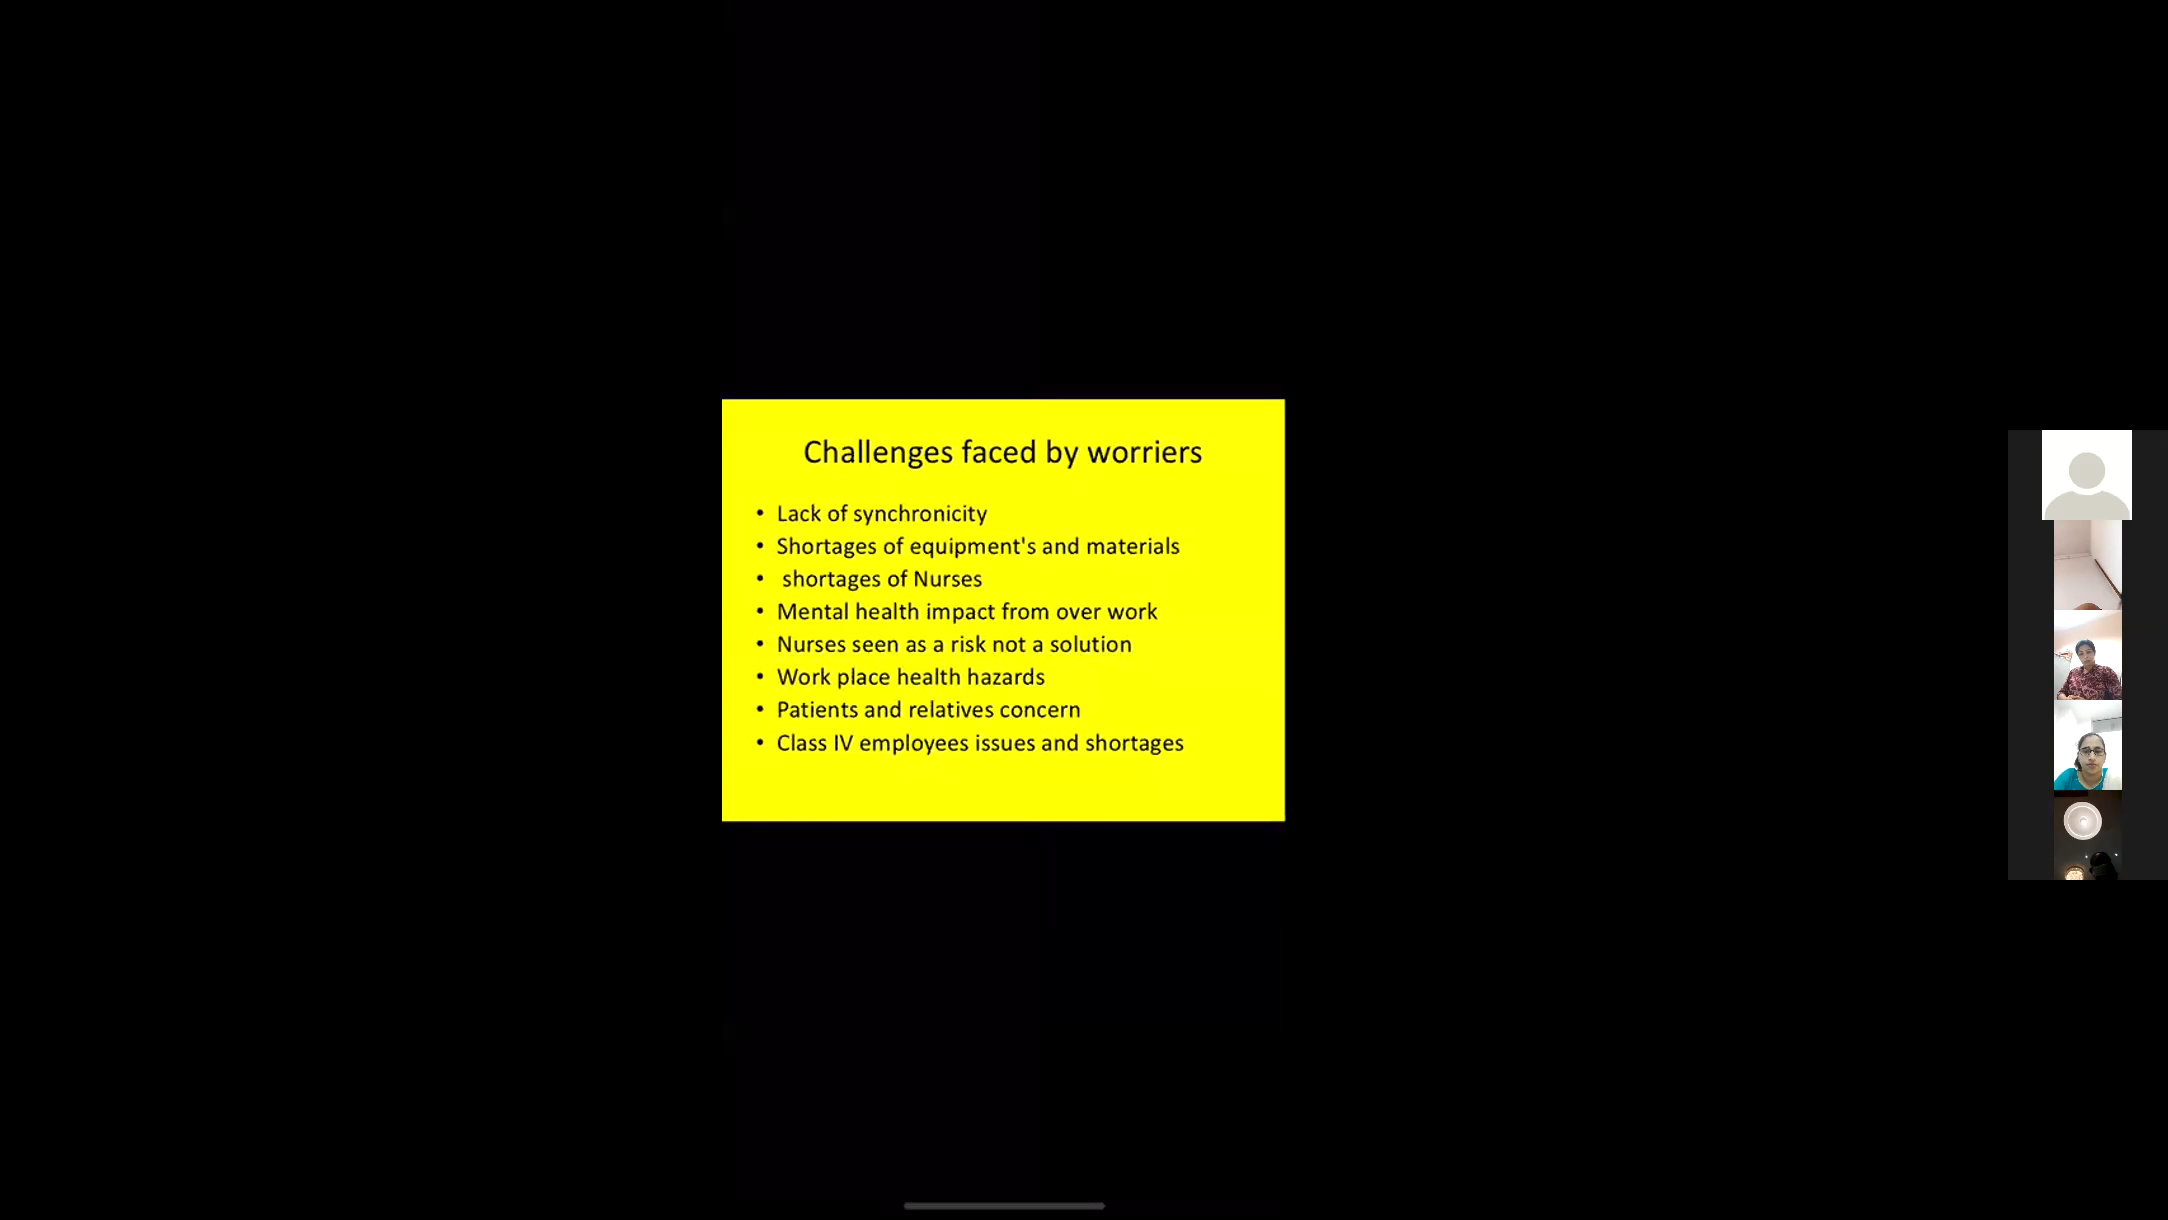 Challenges faced by worriers
• Lack of synchronicity
• Shortages of equipment's and materials
• shortages of Nurses
• Mental health impact from over work
• Nurses seen as a risk not a solution
• Work place health hazards
• Patients and relatives concern
• Class IV employees issues and shortages